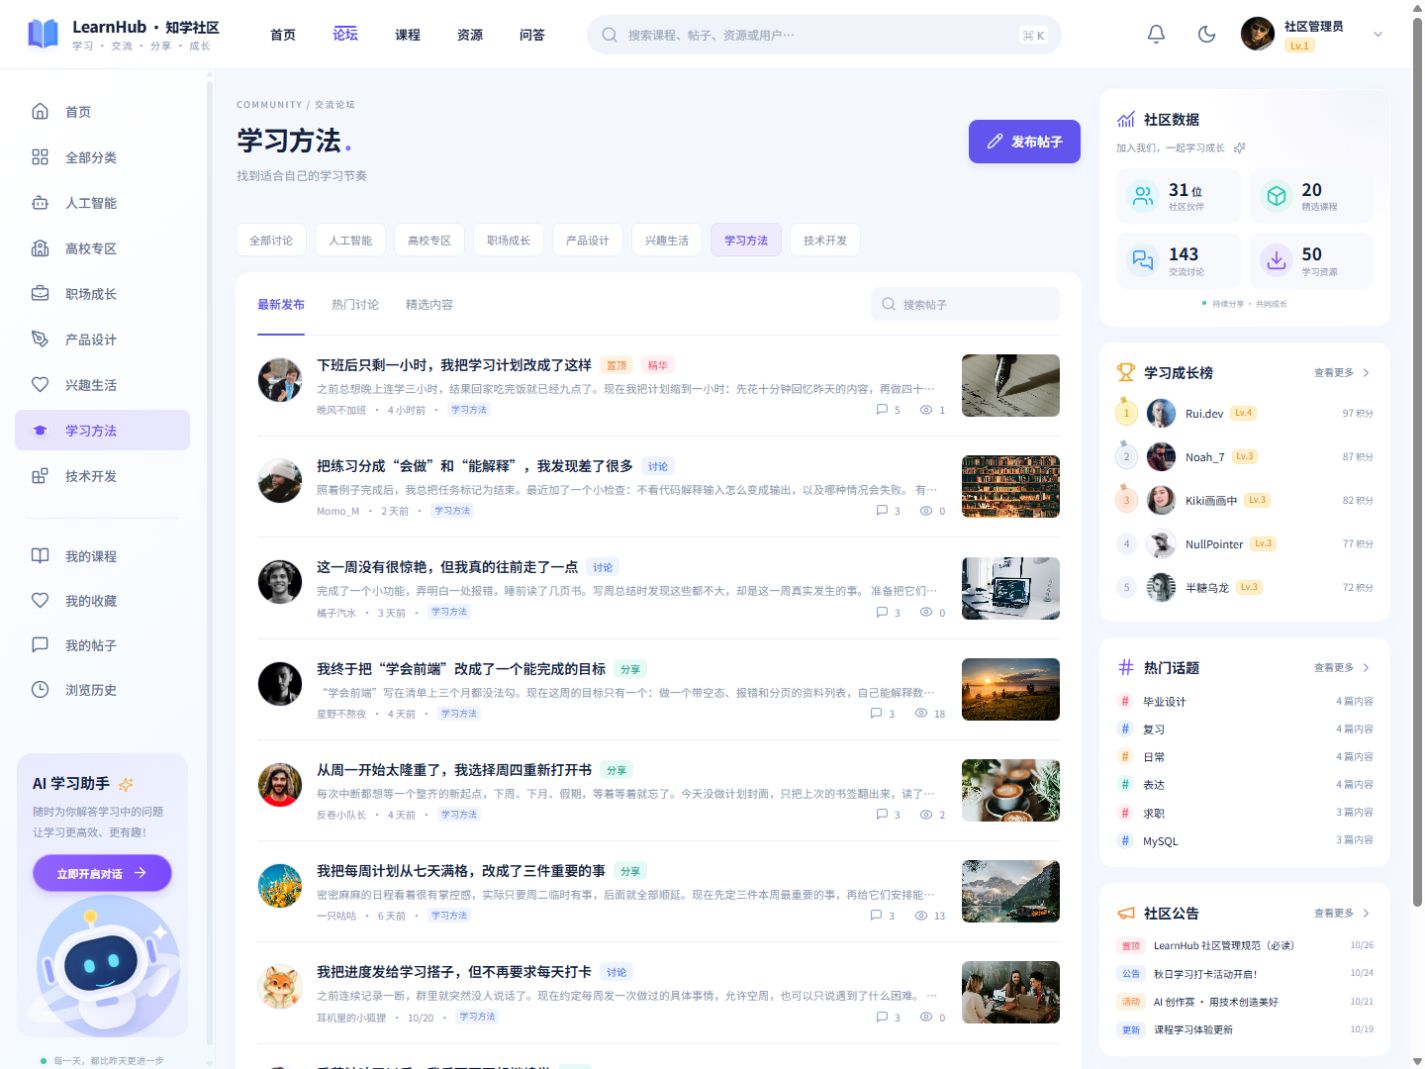 LearnHub · 知学社区
学习 · 交流 · 分享 · 成长
首页
论坛
课程
资源
问答
搜索课程、帖子、资源或用户…
⌘ K
社区管理员
Lv.1
首页
全部分类
人工智能
高校专区
职场成长
产品设计
兴趣生活
学习方法
技术开发
我的课程
我的收藏
我的帖子
浏览历史
AI 学习助手
随时为你解答学习中的问题
让学习更高效、更有趣！
立即开启对话
每一天，都比昨天更进一步
COMMUNITY / 交流论坛
学习方法.
找到适合自己的学习节奏
发布帖子
全部讨论
人工智能
高校专区
职场成长
产品设计
兴趣生活
学习方法
技术开发
最新发布
热门讨论
精选内容
搜索帖子
下班后只剩一小时，我把学习计划改成了这样 置顶 精华
之前总想晚上连学三小时，结果回家吃完饭就已经九点了。现在我把计划缩到一小时：先花十分钟回忆昨天的内容，再做四十…
晚风不加班 · 4 小时前 · 学习方法 5 1
把练习分成“会做”和“能解释”，我发现差了很多 讨论
照着例子完成后，我总把任务标记为结束。最近加了一个小检查：不看代码解释输入怎么变成输出，以及哪种情况会失败。 有…
Momo_M · 2 天前 · 学习方法 3 0
这一周没有很惊艳，但我真的往前走了一点 讨论
完成了一个小功能，弄明白一处报错，睡前读了几页书。写周总结时发现这些都不大，却是这一周真实发生的事。 准备把它们…
橘子汽水 · 3 天前 · 学习方法 3 0
我终于把“学会前端”改成了一个能完成的目标 分享
“学会前端”写在清单上三个月都没法勾。现在这周的目标只有一个：做一个带空态、报错和分页的资料列表，自己能解释数…
星野不熬夜 · 4 天前 · 学习方法 3 18
从周一开始太隆重了，我选择周四重新打开书 分享
每次中断都想等一个整齐的新起点，下周、下月、假期，等着等着就忘了。今天没做计划封面，只把上次的书签翻出来，读了…
反卷小队长 · 4 天前 · 学习方法 3 2
我把每周计划从七天满格，改成了三件重要的事 分享
密密麻麻的日程看着很有掌控感，实际只要周二临时有事，后面就全部顺延。现在先定三件本周最重要的事，再给它们安排能…
一只咕咕 · 6 天前 · 学习方法 3 13
我把进度发给学习搭子，但不再要求每天打卡 讨论
之前连续记录一断，群里就突然没人说话了。现在约定每周发一次做过的具体事情，允许空周，也可以只说遇到了什么困难。 …
耳机里的小狐狸 · 10/20 · 学习方法 3 0
社区数据
加入我们，一起学习成长
31 位
社区伙伴
20
精选课程
143
交流讨论
50
学习资源
持续分享 · 共同成长
学习成长榜
查看更多
1 Rui.dev Lv.4 97 积分
2 Noah_7 Lv.3 87 积分
3 Kiki画画中 Lv.3 82 积分
4 NullPointer Lv.3 77 积分
5 半糖乌龙 Lv.3 72 积分
热门话题
查看更多
# 毕业设计 4 篇内容
# 复习 4 篇内容
# 日常 4 篇内容
# 表达 4 篇内容
# 求职 3 篇内容
# MySQL 3 篇内容
社区公告
查看更多
置顶 LearnHub 社区管理规范（必读） 10/26
公告 秋日学习打卡活动开启！ 10/24
活动 AI 创作赛 · 用技术创造美好 10/21
更新 课程学习体验更新 10/19